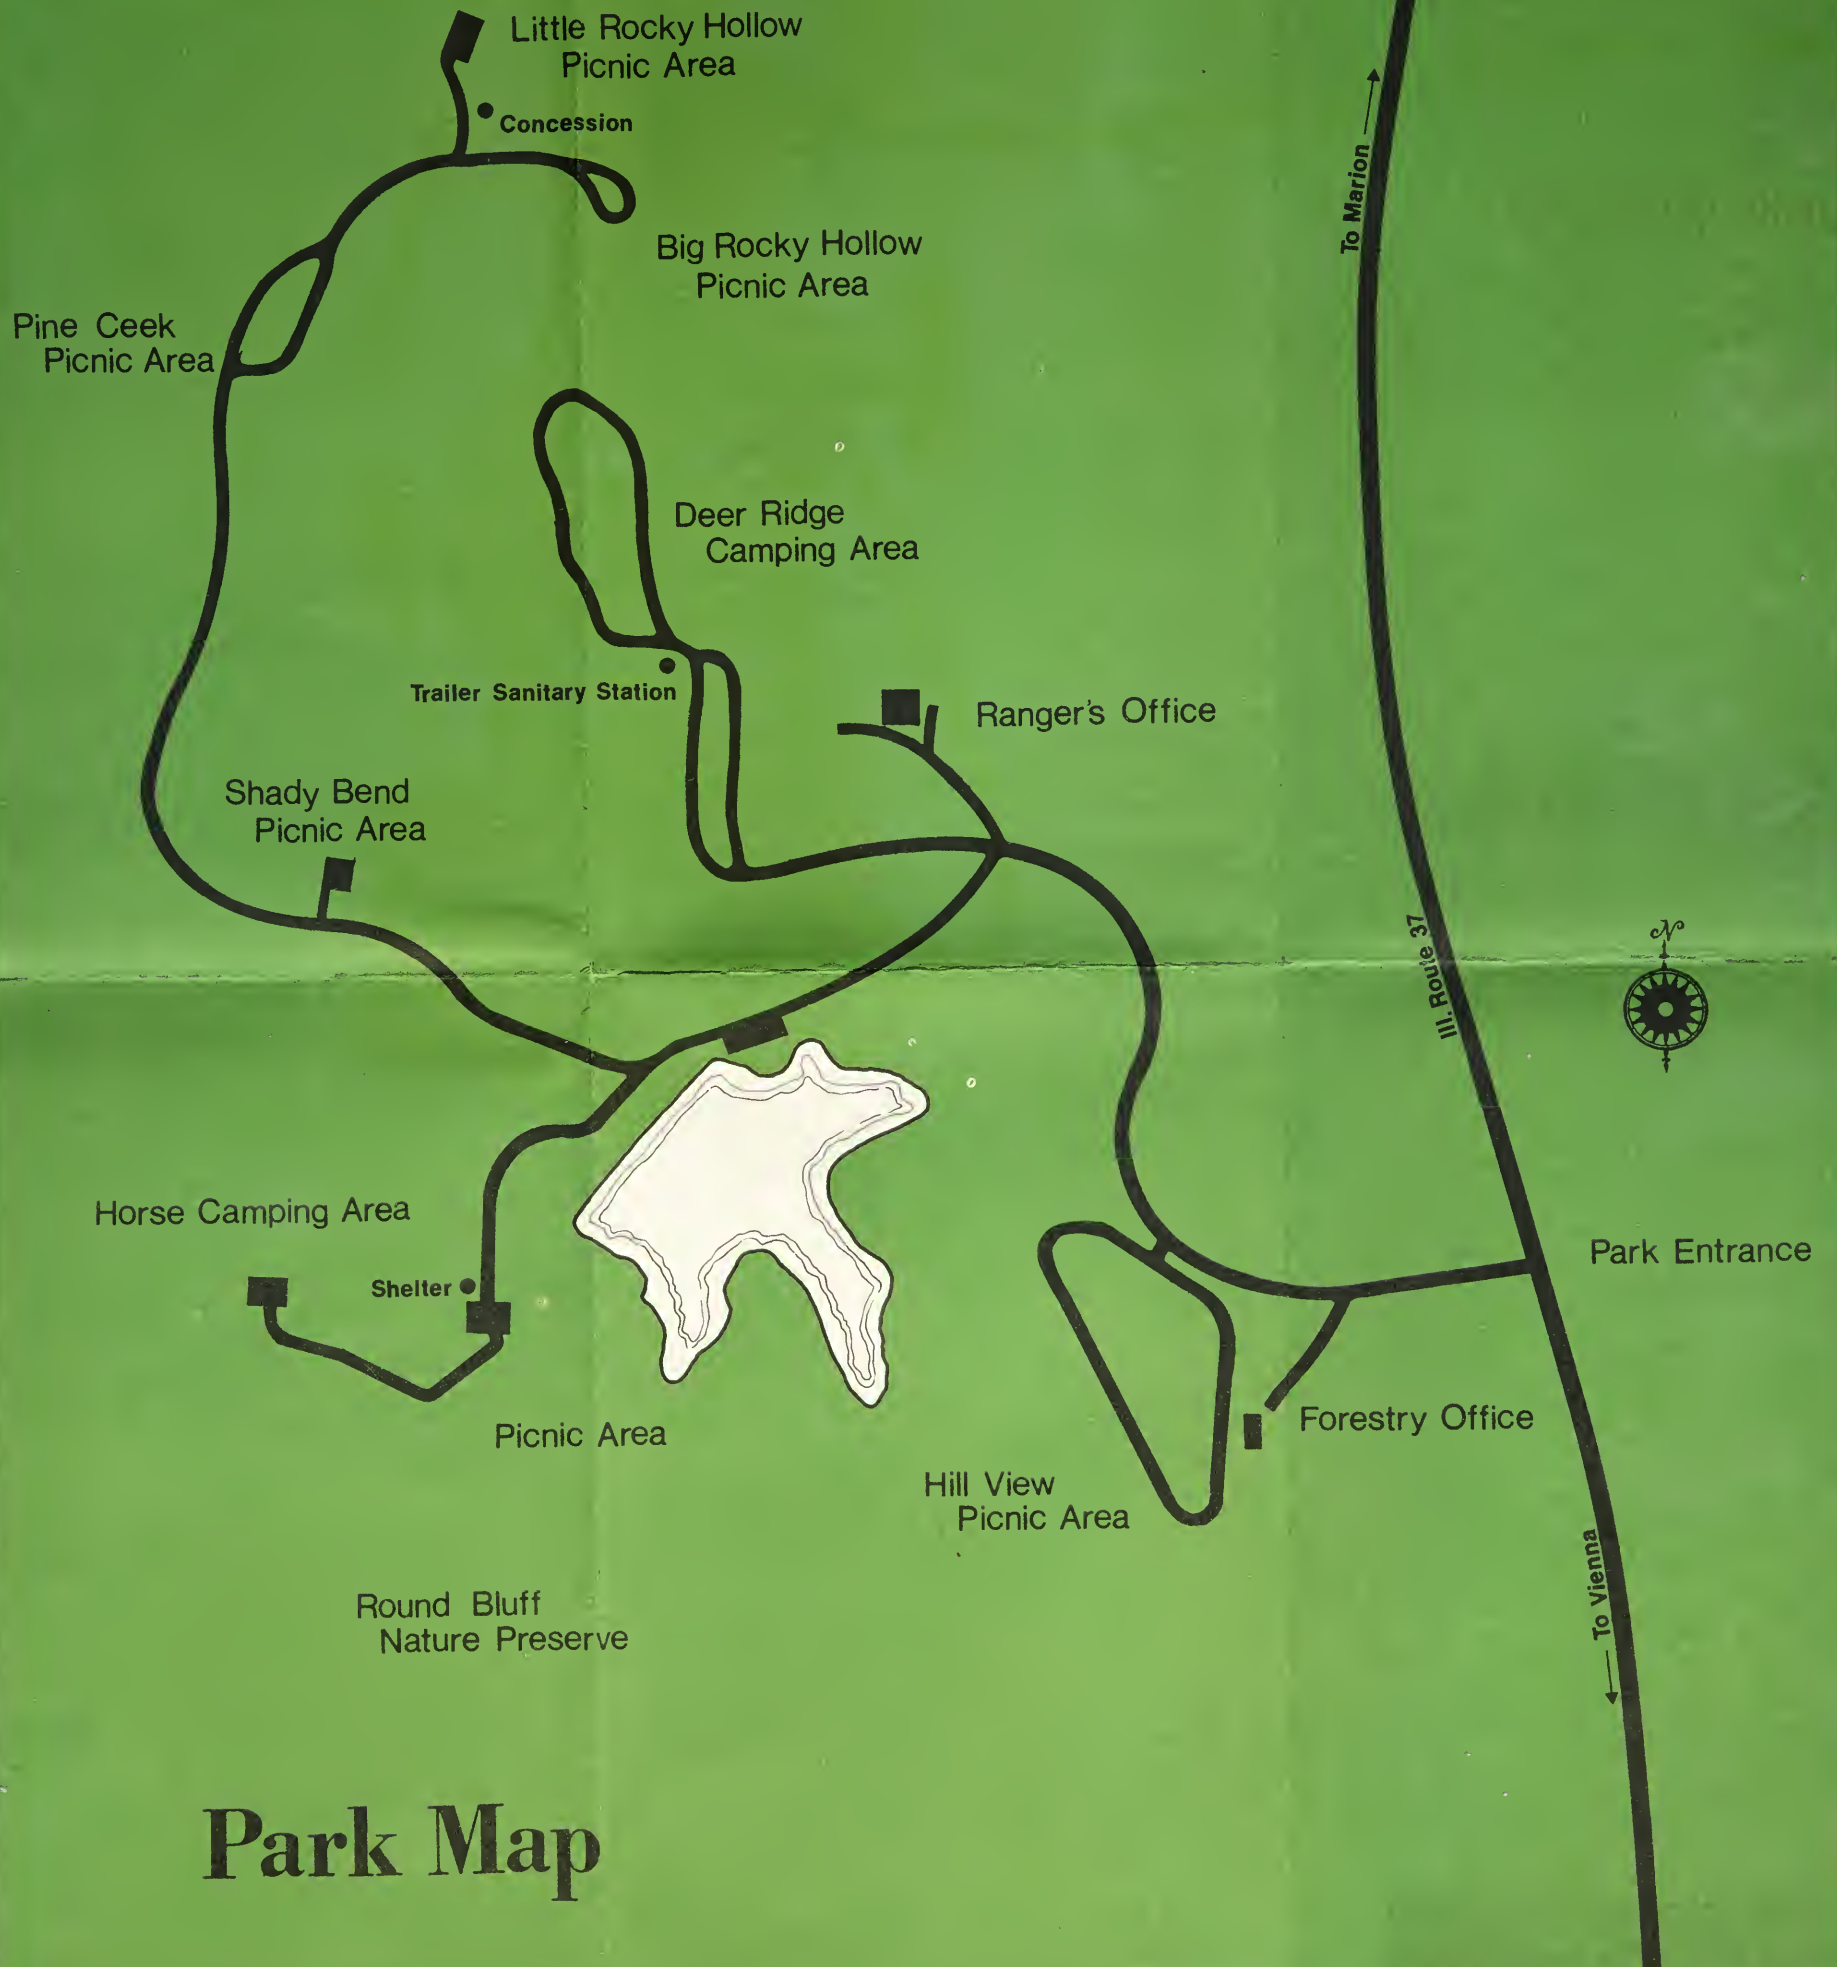 Little Rocky Hollow
Picnic Area
Concession
To Marion
Big Rocky Hollow
Picnic Area
Pine Ceek
Picnic Area
Deer Ridge
Camping Area
Trailer Sanitary Station
Ranger's Office
Shady Bend
Picnic Area
Ill. Route 37
N
Horse Camping Area
Park Entrance
Shelter
Forestry Office
Picnic Area
Hill View
Picnic Area
To Vienna
Round Bluff
Nature Preserve
Park Map